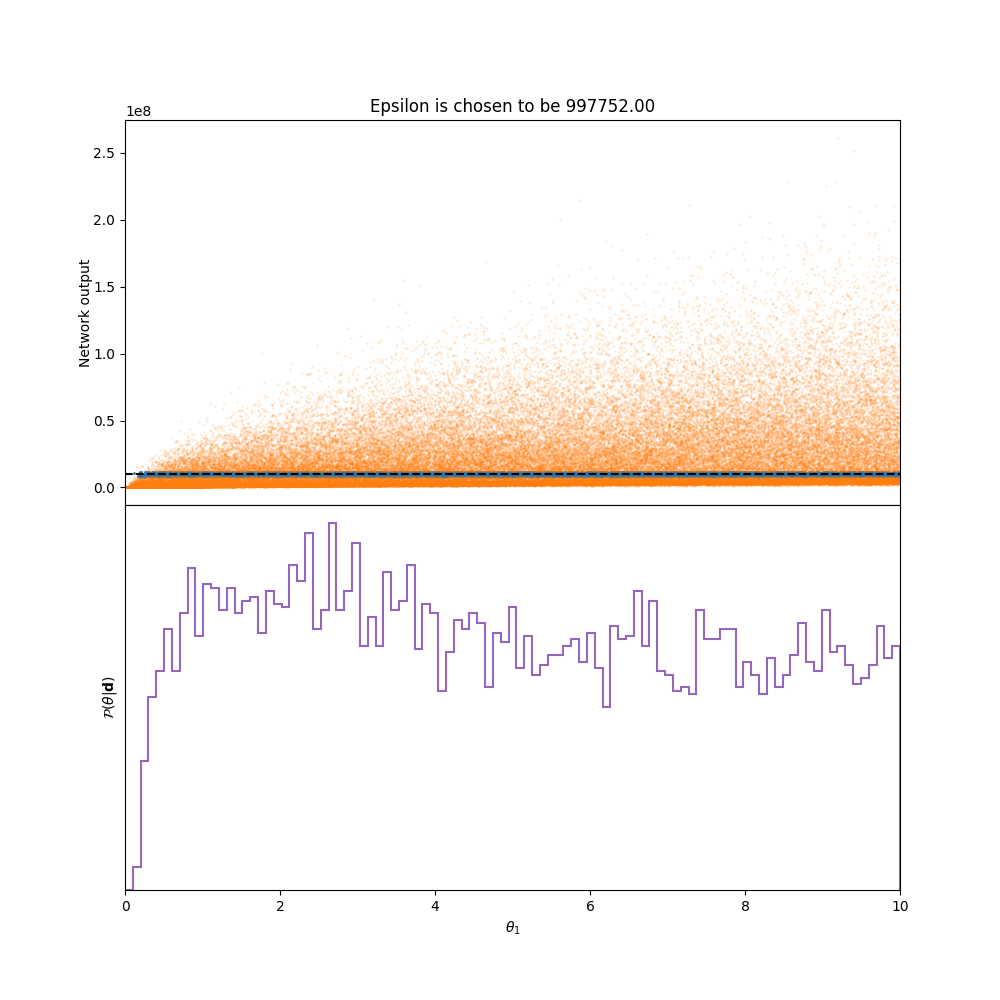 Epsilon is chosen to be 997752.00
1e8
2.5
2.0
1.5
1.0
0.5
0.0
Network output
𝒫(θ|𝐝)
0 2 4 6 8 10
θ₁